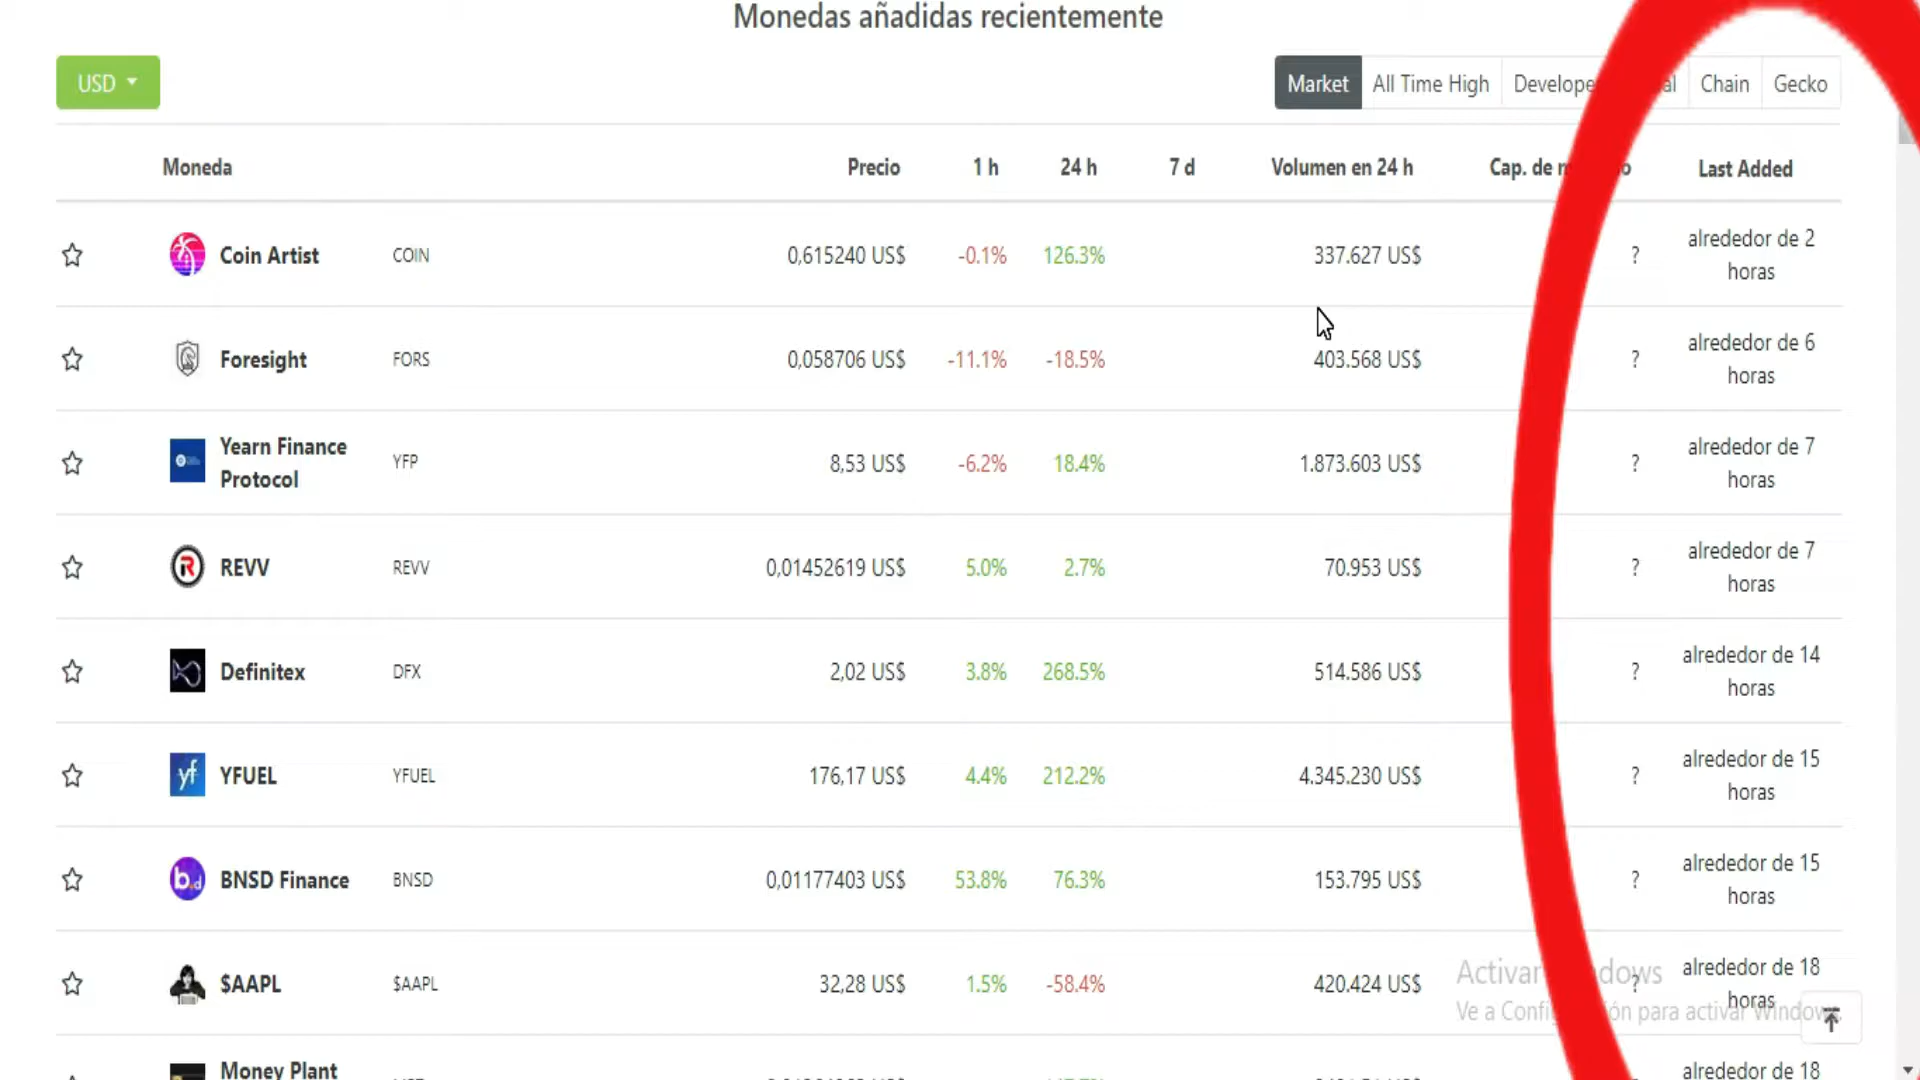 Monedas añadidas recientemente
USD
Market All Time High Chain Gecko
Moneda Precio 1 h 24 h 7 d Volumen en 24 h Cap. de Last Added
Coin Artist COIN 0,615240 US$ -0.1% 126.3% 337.627 US$ ? alrededor de 2
horas
Foresight FORS 0,058706 US$ -11.1% -18.5% 403.568 US$ ? alrededor de 6
horas
Yearn Finance
Protocol YFP 8,53 US$ -6.2% 18.4% 1.873.603 US$ ? alrededor de 7
horas
REVV REVV 0,01452619 US$ 5.0% 2.7% 70.953 US$ ? alrededor de 7
horas
Definitex DFX 2,02 US$ 3.8% 268.5% 514.586 US$ ? alrededor de 14
horas
yf YFUEL YFUEL 176,17 US$ 4.4% 212.2% 4.345.230 US$ ? alrededor de 15
horas
b.d BNSD Finance BNSD 0,01177403 US$ 53.8% 76.3% 153.795 US$ ? alrededor de 15
horas
$AAPL $AAPL 32,28 US$ 1.5% -58.4% 420.424 US$ ? alrededor de 18
horas
Activar
Ve a para activar Windows.
Money Plant alrededor de 18